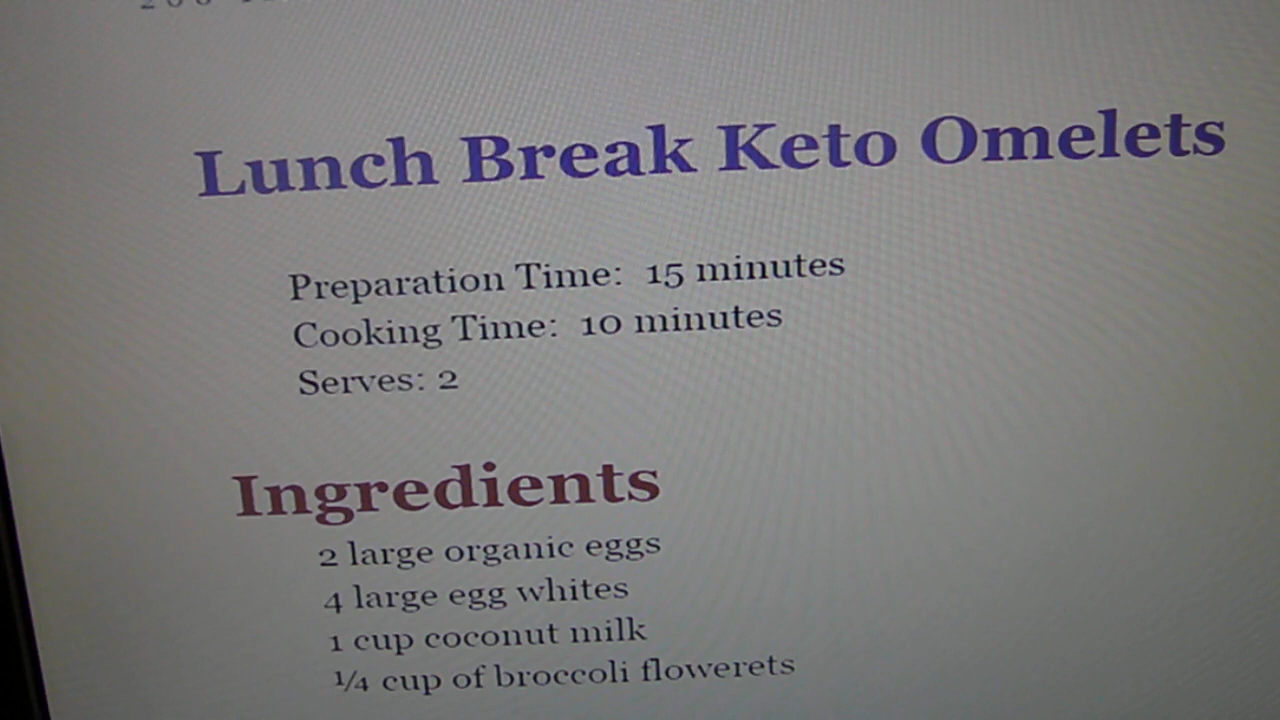 Lunch Break Keto Omelets
Preparation Time: 15 minutes
Cooking Time: 10 minutes
Serves: 2
Ingredients
2 large organic eggs
4 large egg whites
1 cup coconut milk
¼ cup of broccoli flowerets